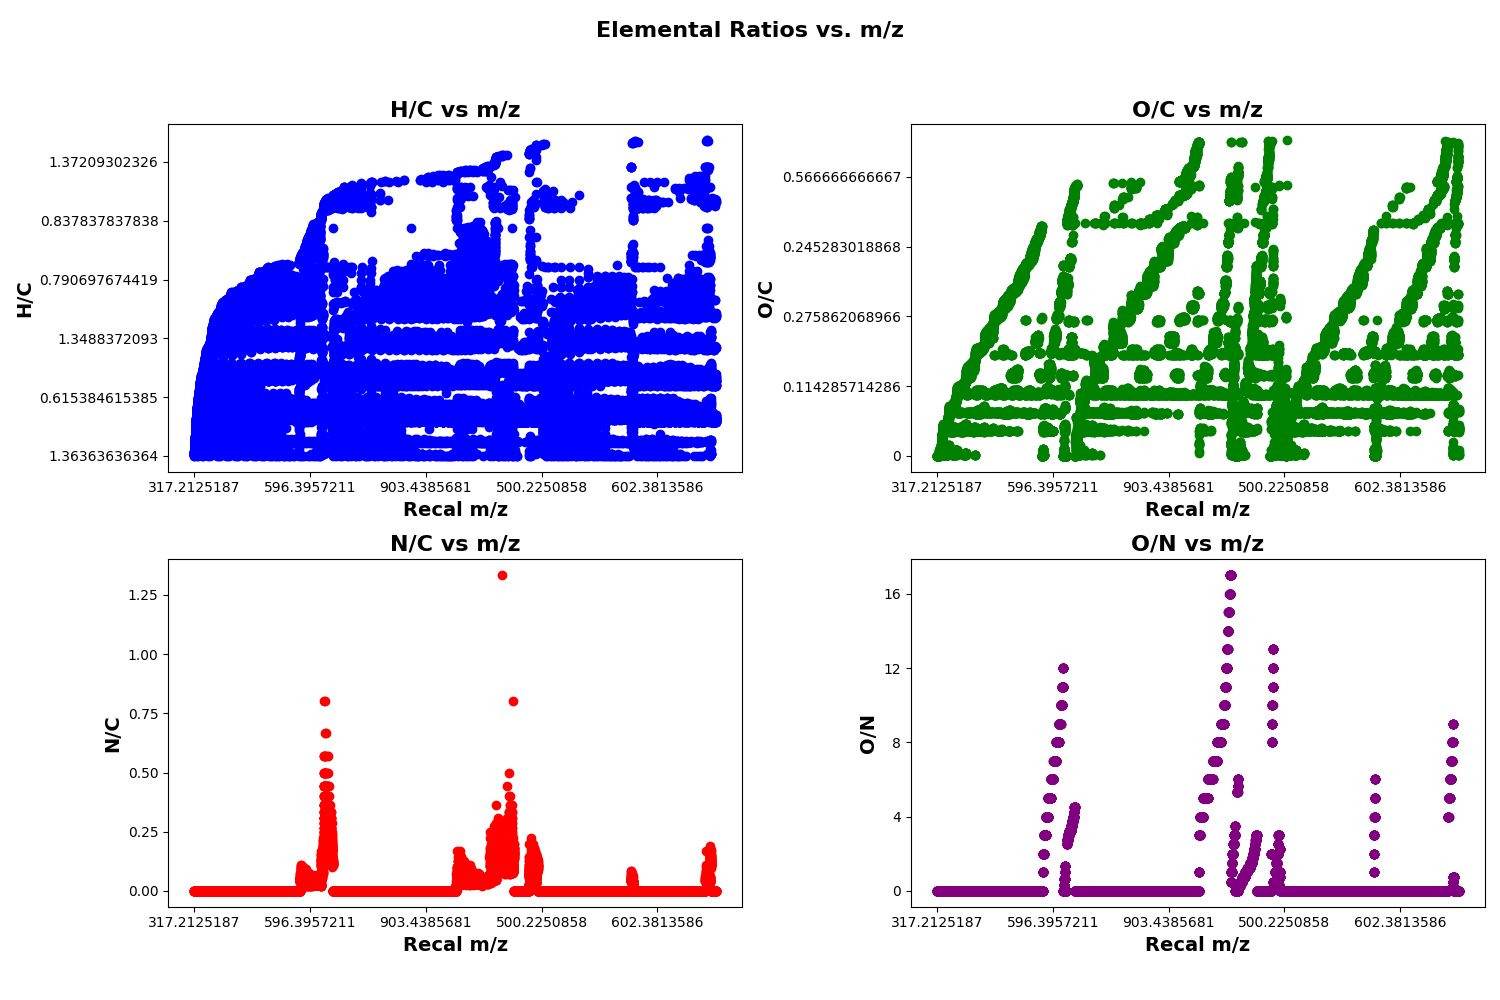 Elemental Ratios vs. m/z
H/C vs m/z
H/C
1.37209302326
0.837837837838
0.790697674419
1.3488372093
0.615384615385
1.36363636364
317.2125187 596.3957211 903.4385681 500.2250858 602.3813586
Recal m/z
O/C vs m/z
O/C
0.566666666667
0.245283018868
0.275862068966
0.114285714286
0
317.2125187 596.3957211 903.4385681 500.2250858 602.3813586
Recal m/z
N/C vs m/z
N/C
1.25
1.00
0.75
0.50
0.25
0.00
317.2125187 596.3957211 903.4385681 500.2250858 602.3813586
Recal m/z
O/N vs m/z
O/N
16
12
8
4
0
317.2125187 596.3957211 903.4385681 500.2250858 602.3813586
Recal m/z